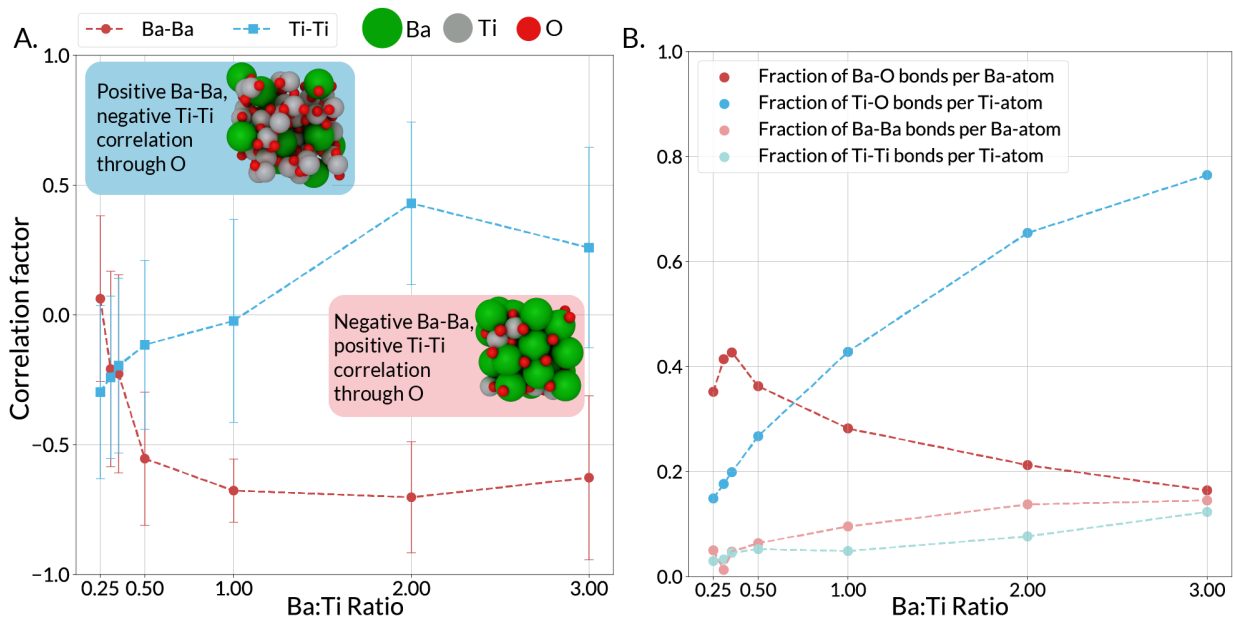 A.
Ba-Ba
Ti-Ti
Ba
Ti
O
1.0
0.5
0.0
−0.5
−1.0
Correlation factor
Positive Ba-Ba,
negative Ti-Ti
correlation
through O
Negative Ba-Ba,
positive Ti-Ti
correlation
through O
0.25
0.50
1.00
2.00
3.00
Ba:Ti Ratio
B.
1.0
0.8
0.6
0.4
0.2
0.0
Fraction of Ba-O bonds per Ba-atom
Fraction of Ti-O bonds per Ti-atom
Fraction of Ba-Ba bonds per Ba-atom
Fraction of Ti-Ti bonds per Ti-atom
0.25
0.50
1.00
2.00
3.00
Ba:Ti Ratio